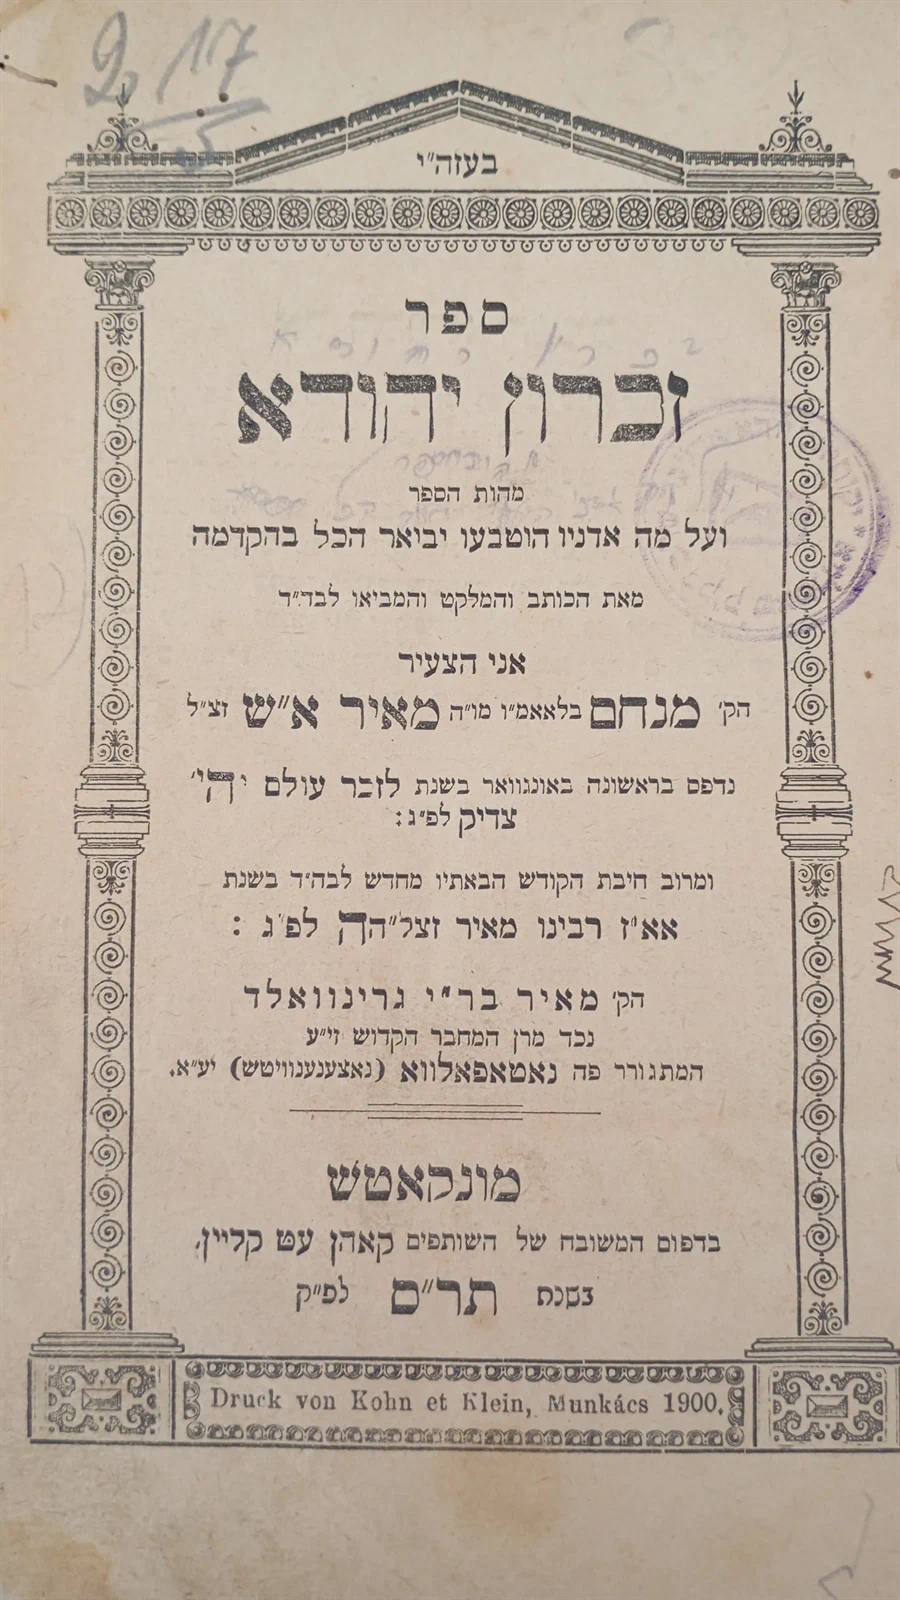 בעזה״י
ספר
זכרון יהודא
מהות הספר
ועל מה אדניו הוטבעו יבואר הכל בהקדמה
מאת הכותב והמלקט והמביאו לבד״ד
אני הצעיר
הק׳ מנחם בלאאמ״ו מו״ה מאיר א״ש זצ״ל
נדפס בראשונה באונגוואר בשנת לזכר עולם יהי׳
צדיק לפ״ג:
ומרוב חיבת הקודש הבאתיו מחדש לבה״ד בשנת
אא״ז רבינו מאיר זצל״הה לפ״ג :
הק׳ מאיר בר״י גרינוואלד
נכד מרן המחבר הקדוש זי״ע
המתגורר פה נאטאפאלווא (נאצענענוויטש) יע״א.
מונקאטש
בדפוס המשובח של השותפים קאהן עט קליין.
בשנת תר״ס לפ״ק
Druck von Kohn et Klein, Munkács 1900.